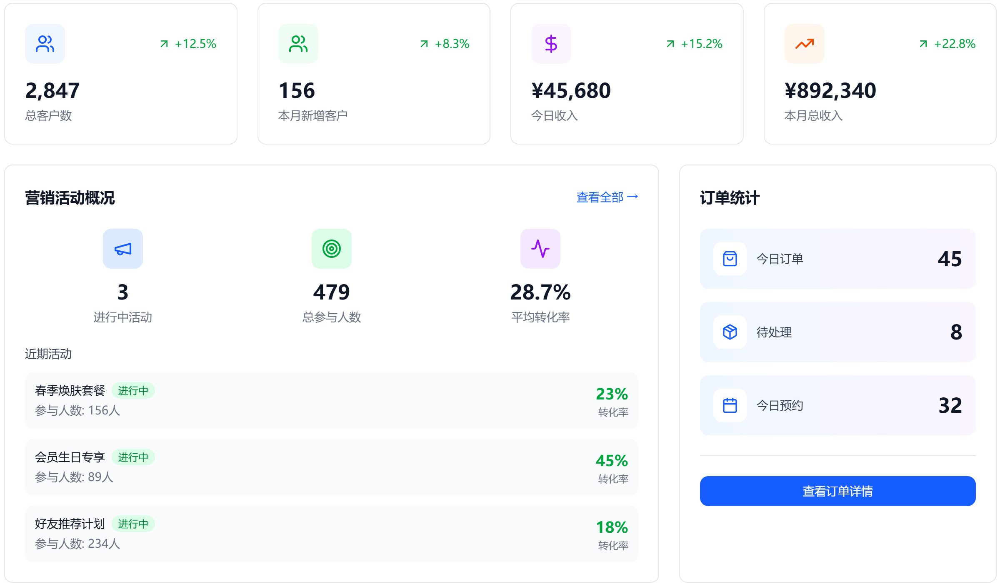 +12.5%
2,847
总客户数
+8.3%
156
本月新增客户
+15.2%
¥45,680
今日收入
+22.8%
¥892,340
本月总收入
营销活动概况
查看全部 →
3
进行中活动
479
总参与人数
28.7%
平均转化率
近期活动
春季焕肤套餐 进行中
参与人数: 156人
23%
转化率
会员生日专享 进行中
参与人数: 89人
45%
转化率
好友推荐计划 进行中
参与人数: 234人
18%
转化率
订单统计
今日订单 45
待处理 8
今日预约 32
查看订单详情